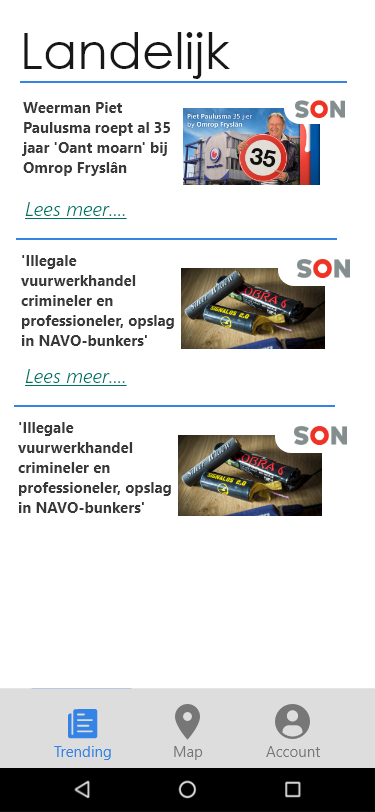 Landelijk
Weerman Piet
Paulusma roept al 35
jaar 'Oant moarn' bij
Omrop Fryslân
Piet Paulusma 35 j er
by Omrop Fryslân
35
SON
Lees meer....
'Illegale
vuurwerkhandel
crimineler en
professioneler, opslag
in NAVO-bunkers'
COBRA 6
SIGNALUS 2.0
SON
Lees meer....
'Illegale
vuurwerkhandel
crimineler en
professioneler, opslag
in NAVO-bunkers'
COBRA 6
SIGNALUS 2.0
SON
Trending
Map
Account